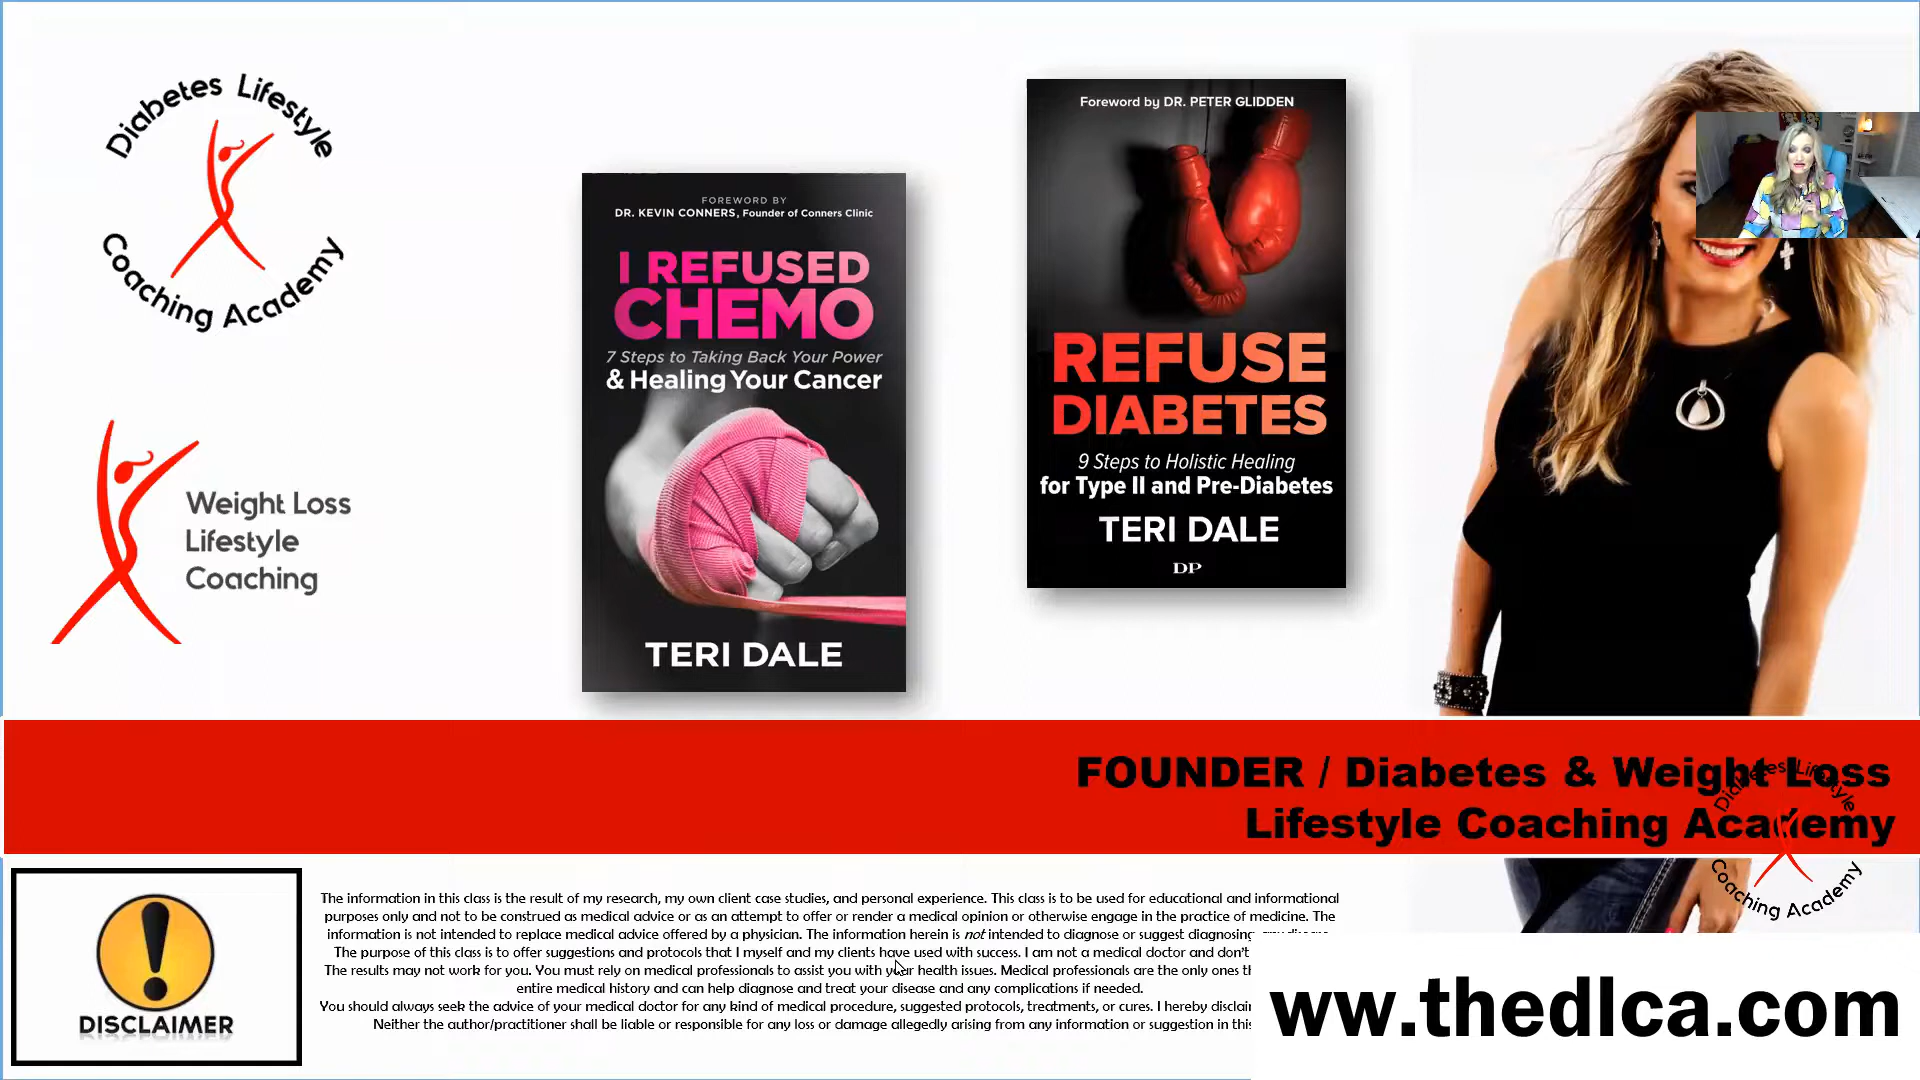 Diabetes Lifestyle
Coaching Academy
Weight Loss
Lifestyle
Coaching
FOREWORD BY
DR. KEVIN CONNERS, Founder of Conners Clinic
I REFUSED
CHEMO
7 Steps to Taking Back Your Power
& Healing Your Cancer
TERI DALE
Foreword by DR. PETER GLIDDEN
REFUSE
DIABETES
9 Steps to Holistic Healing
for Type II and Pre-Diabetes
TERI DALE
DP
FOUNDER / Diabetes & Weight Loss
Lifestyle Coaching Academy
Diabetes Lifestyle
Coaching Academy
DISCLAIMER
The information in this class is the result of my research, my own client case studies, and personal experience. This class is to be used for educational and informational
purposes only and not to be construed as medical advice or as an attempt to offer or render a medical opinion or otherwise engage in the practice of medicine. The
information is not intended to replace medical advice offered by a physician. The information herein is not intended to diagnose or suggest diagnosing
The purpose of this class is to offer suggestions and protocols that I myself and my clients have used with success. I am not a medical doctor and don't
The results may not work for you. You must rely on medical professionals to assist you with your health issues. Medical professionals are the only ones
entire medical history and can help diagnose and treat your disease and any complications if needed.
You should always seek the advice of your medical doctor for any kind of medical procedure, suggested protocols, treatments, or cures. I hereby
Neither the author/practitioner shall be liable or responsible for any loss or damage allegedly arising from any information or suggestion in this
ww.thedlca.com